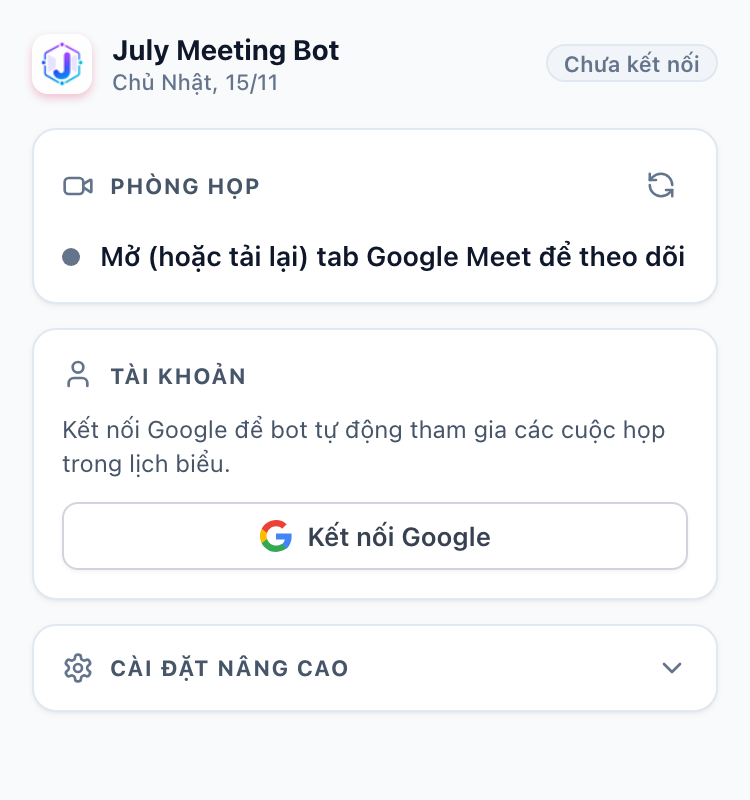 July Meeting Bot
Chủ Nhật, 15/11
Chưa kết nối
PHÒNG HỌP
Mở (hoặc tải lại) tab Google Meet để theo dõi
TÀI KHOẢN
Kết nối Google để bot tự động tham gia các cuộc họp
trong lịch biểu.
Kết nối Google
CÀI ĐẶT NÂNG CAO